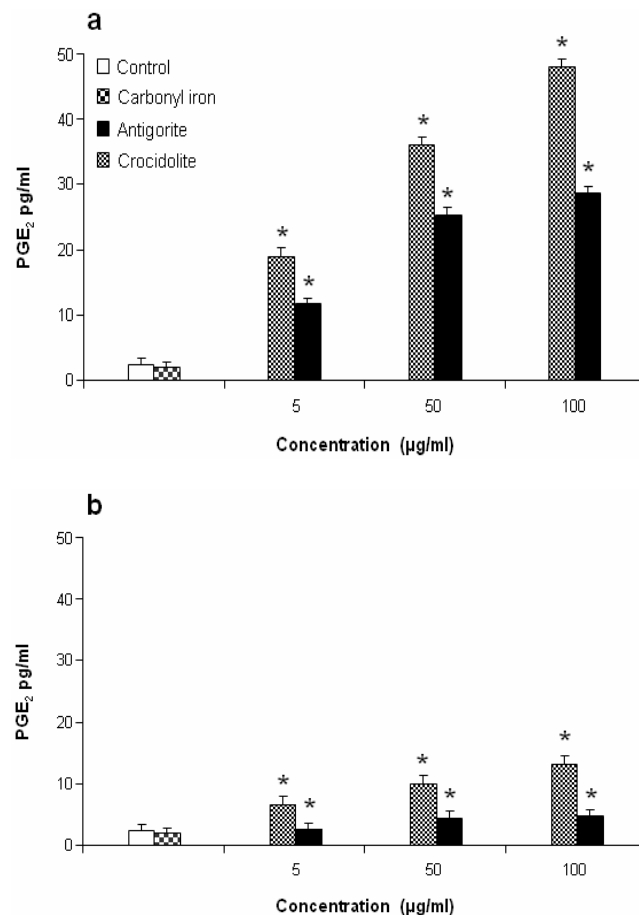 a
50
40
30
20
10
0
PGE₂ pg/ml
Control
Carbonyl iron
Antigorite
Crocidolite
*
*
*
*
*
*
5 50 100
Concentration (µg/ml)
b
50
40
30
20
10
0
PGE₂ pg/ml
*
*
*
*
*
*
5 50 100
Concentration (µg/ml)